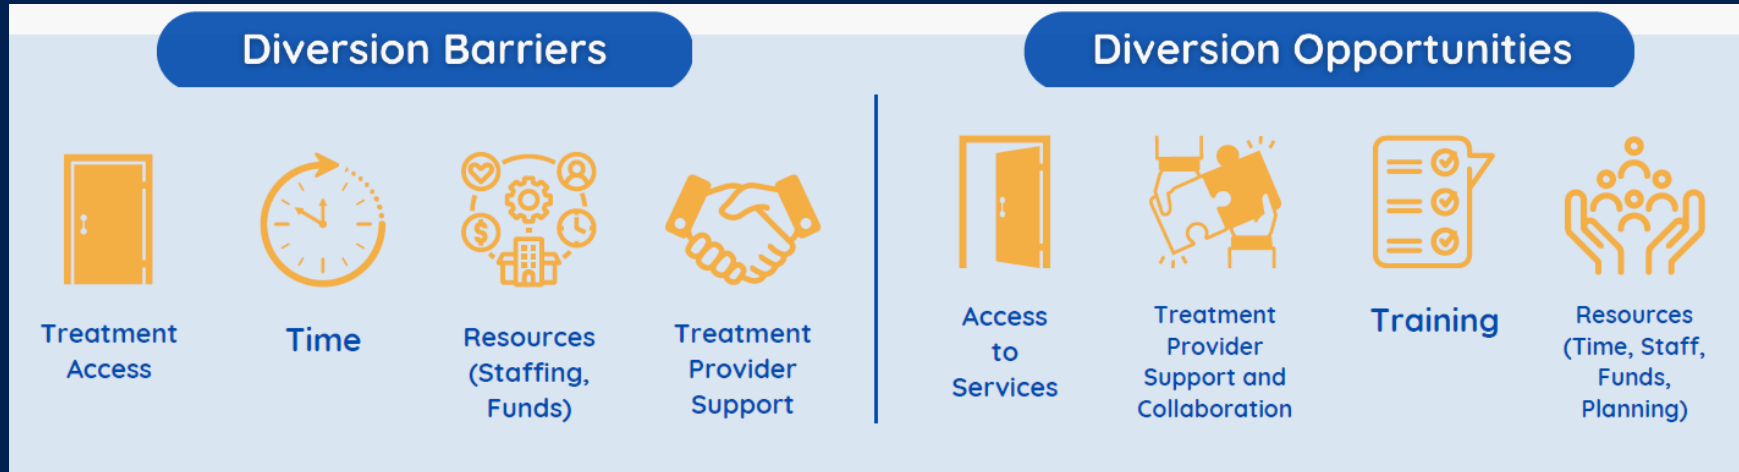 Diversion Barriers
Treatment
Access
Time
Resources
(Staffing,
Funds)
Treatment
Provider
Support
Diversion Opportunities
Access
to
Services
Treatment
Provider
Support and
Collaboration
Training
Resources
(Time, Staff,
Funds,
Planning)